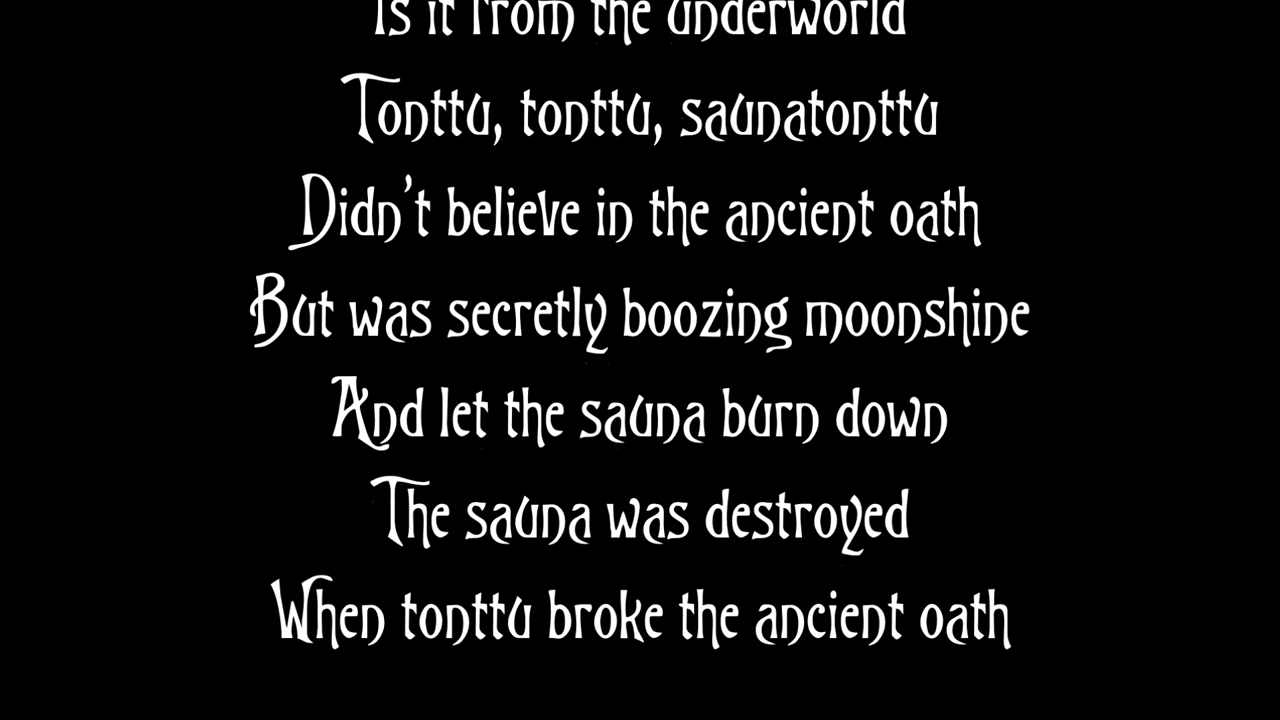 Is it from the underworld
Tonttu, tonttu, saunatonttu
Didn't believe in the ancient oath
But was secretly boozing moonshine
And let the sauna burn down
The sauna was destroyed
When tonttu broke the ancient oath